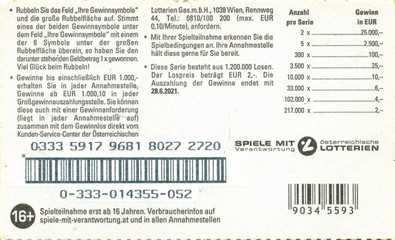 • Rubbeln Sie das Feld „Ihre Gewinnsymbole"
und die große Rubbelfläche auf. Stimmt
eines der beiden Gewinnsymbole unter
dem Feld „Ihre Gewinnsymbole" mit einem
der 6 Symbole unter der großen
Rubbelfläche überein, so haben Sie den
darunter stehenden Geldbetrag 1x gewonnen.
Viel Glück beim Rubbeln!
• Gewinne bis einschließlich EUR 1.000,-
erhalten Sie in jeder Annahmestelle,
Gewinne ab EUR 1.000,10 in jeder
Großgewinnauszahlungsstelle. Sie können
diese auch mit einer Gewinnanforderung
(liegt in jeder Annahmestelle auf)
zusammen mit dem Gewinnlos direkt vom
Kunden-Service-Center der Österreichischen
Lotterien Ges.m.b.H., 1038 Wien, Rennweg
44, Tel.: 0810/100 200 (max. EUR
0,10/Minute), anfordern.
• Mit Ihrer Spielteilnahme erkennen Sie die
Spielbedingungen an. Ihre Annahmestelle
hält diese gerne für Sie bereit.
• Diese Serie besteht aus 1.200.000 Losen.
Der Lospreis beträgt EUR 2,-. Die
Auszahlung der Gewinne endet mit
28.6.2021.
Anzahl pro Serie Gewinn in EUR
2 x 25.000,-
5 x 2.500,-
100 x 100,-
3.500 x 25,-
10.000 x 10,-
33.000 x 6,-
102.000 x 4,-
217.000 x 2,-
0333 5917 9681 8027 2720
0-333-014355-052
SPIELE MIT
Verantwortung
österreichische
LOTTERIEN
9034 5593
16+
Spielteilnahme erst ab 16 Jahren. Verbraucherinfos auf
spiele-mit-verantwortung.at und in allen Annahmestellen